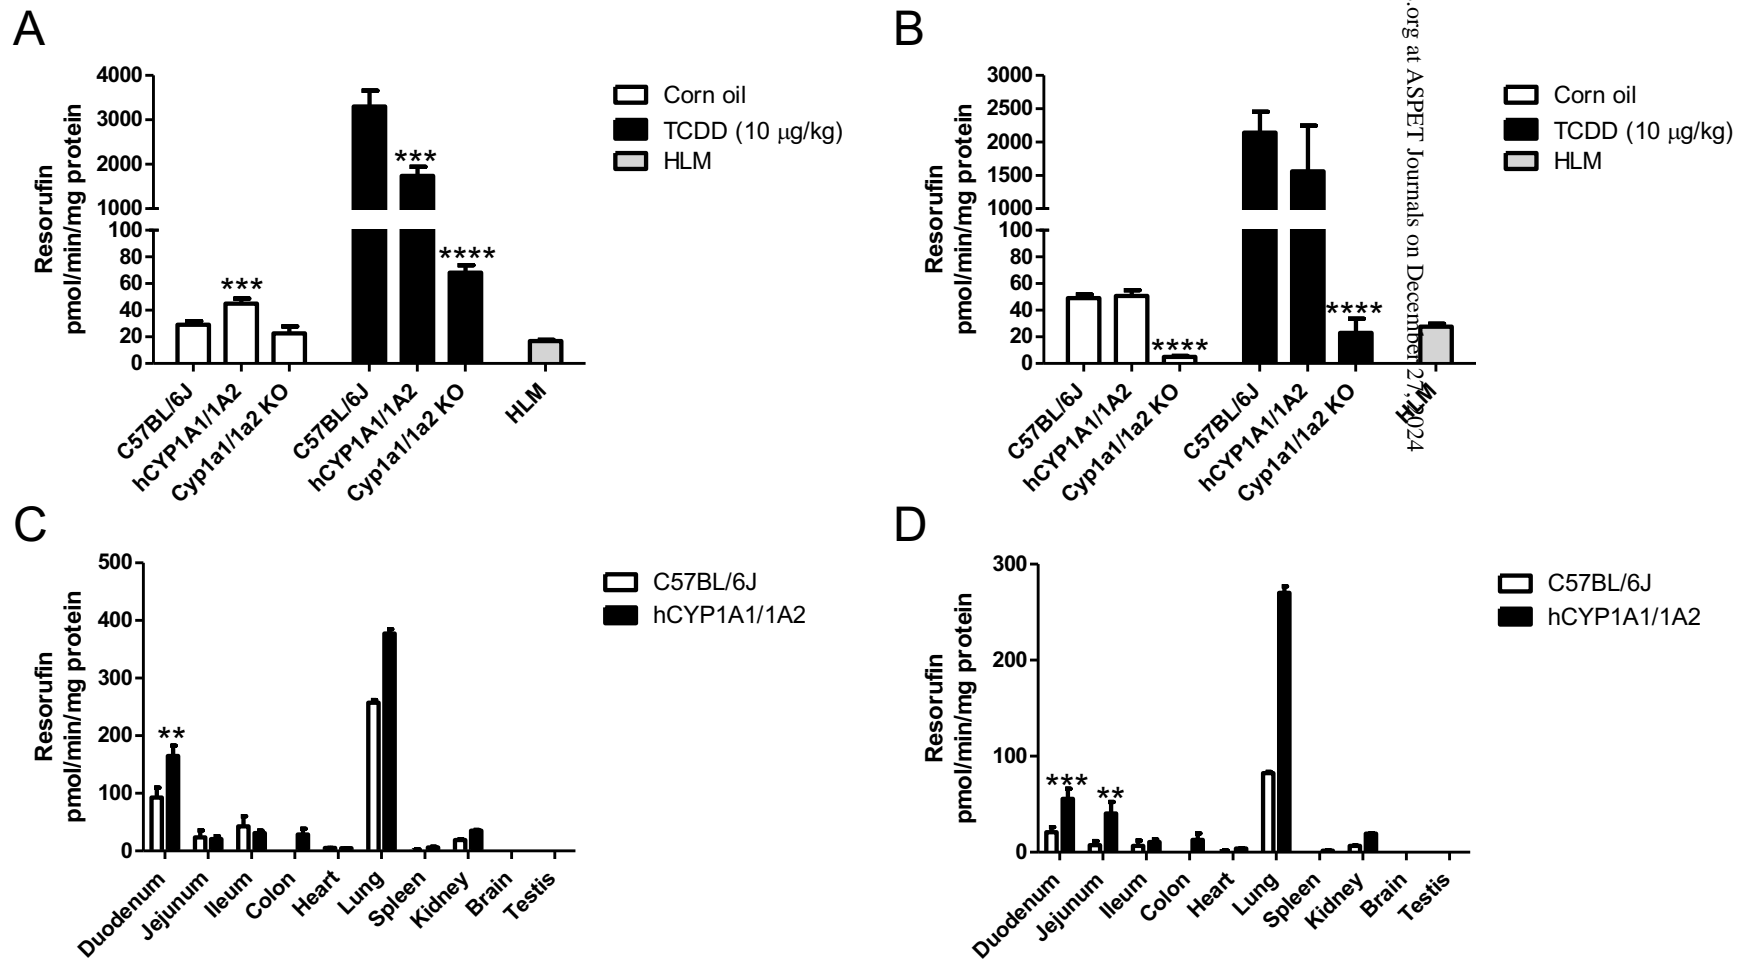 A
Resorufin
pmol/min/mg protein
4000
3000
2000
1000
100
80
60
40
20
0
***
***
****
C57BL/6J
hCYP1A1/1A2
Cyp1a1/1a2 KO
C57BL/6J
hCYP1A1/1A2
Cyp1a1/1a2 KO
HLM
Corn oil
TCDD (10 µg/kg)
HLM
B
Resorufin
pmol/min/mg protein
3000
2500
2000
1500
1000
100
80
60
40
20
0
****
****
C57BL/6J
hCYP1A1/1A2
Cyp1a1/1a2 KO
C57BL/6J
hCYP1A1/1A2
Cyp1a1/1a2 KO
HLM
Corn oil
TCDD (10 µg/kg)
HLM
.org at ASPET Journals on December 27, 2024
C
Resorufin
pmol/min/mg protein
500
400
300
200
100
0
**
Duodenum
Jejunum
Ileum
Colon
Heart
Lung
Spleen
Kidney
Brain
Testis
C57BL/6J
hCYP1A1/1A2
D
Resorufin
pmol/min/mg protein
300
200
100
0
***
**
Duodenum
Jejunum
Ileum
Colon
Heart
Lung
Spleen
Kidney
Brain
Testis
C57BL/6J
hCYP1A1/1A2